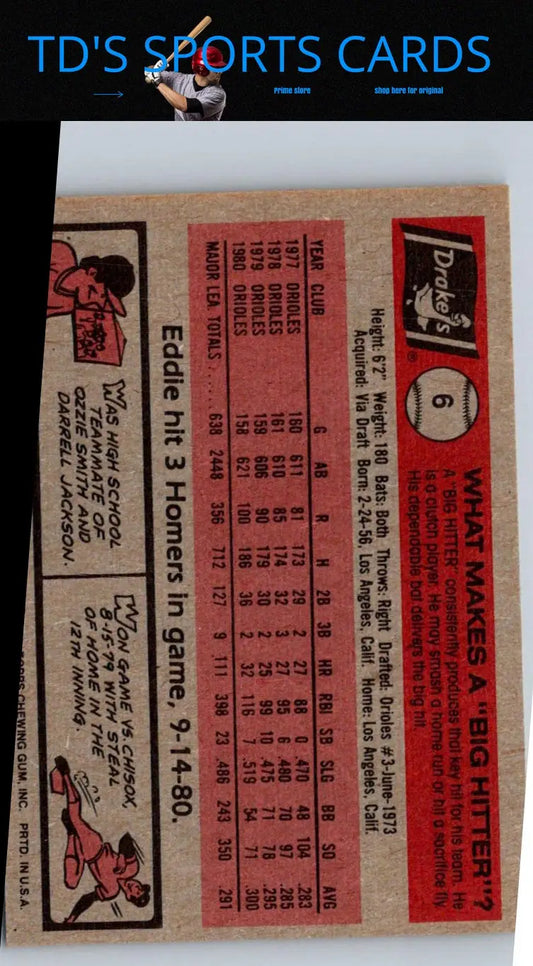 TD'S SPORTS CARDS
Prime store
shop here for original
Drake's
®
6
WHAT MAKES A "BIG HITTER"?
A "BIG HITTER" consistently produces that key hit for his team. He
is a clutch player. He may smash a home run or hit a sacrifice fly.
His dependable bat delivers the big hit.
Height: 6'2" Weight: 180 Bats: Both Throws: Right Drafted: Orioles #3-June-1973
Acquired: Via Draft Born: 2-24-56, Los Angeles, Calif. Home: Los Angeles, Calif.
YEAR CLUB G AB R H 2B 3B HR RBI SB SLG BB SO AVG
1977 ORIOLES 160 611 81 173 29 2 27 88 0 .470 48 104 .283
1978 ORIOLES 161 610 85 174 32 3 27 95 6 .480 70 97 .285
1979 ORIOLES 159 606 90 179 30 2 25 99 10 .475 71 78 .295
1980 ORIOLES 158 621 100 186 36 2 32 116 7 .519 54 71 .300
MAJOR LEA. TOTALS ..... 638 2448 356 712 127 9 111 398 23 .486 243 350 .291
Eddie hit 3 Homers in game, 9-14-80.
WAS HIGH SCHOOL
TEAMMATE OF
OZZIE SMITH AND
DARRELL JACKSON.
WON GAME VS. CHISOX,
8-15-79 WITH STEAL
OF HOME IN THE
12TH INNING.
TOPPS CHEWING GUM, INC. PRTD. IN U.S.A.